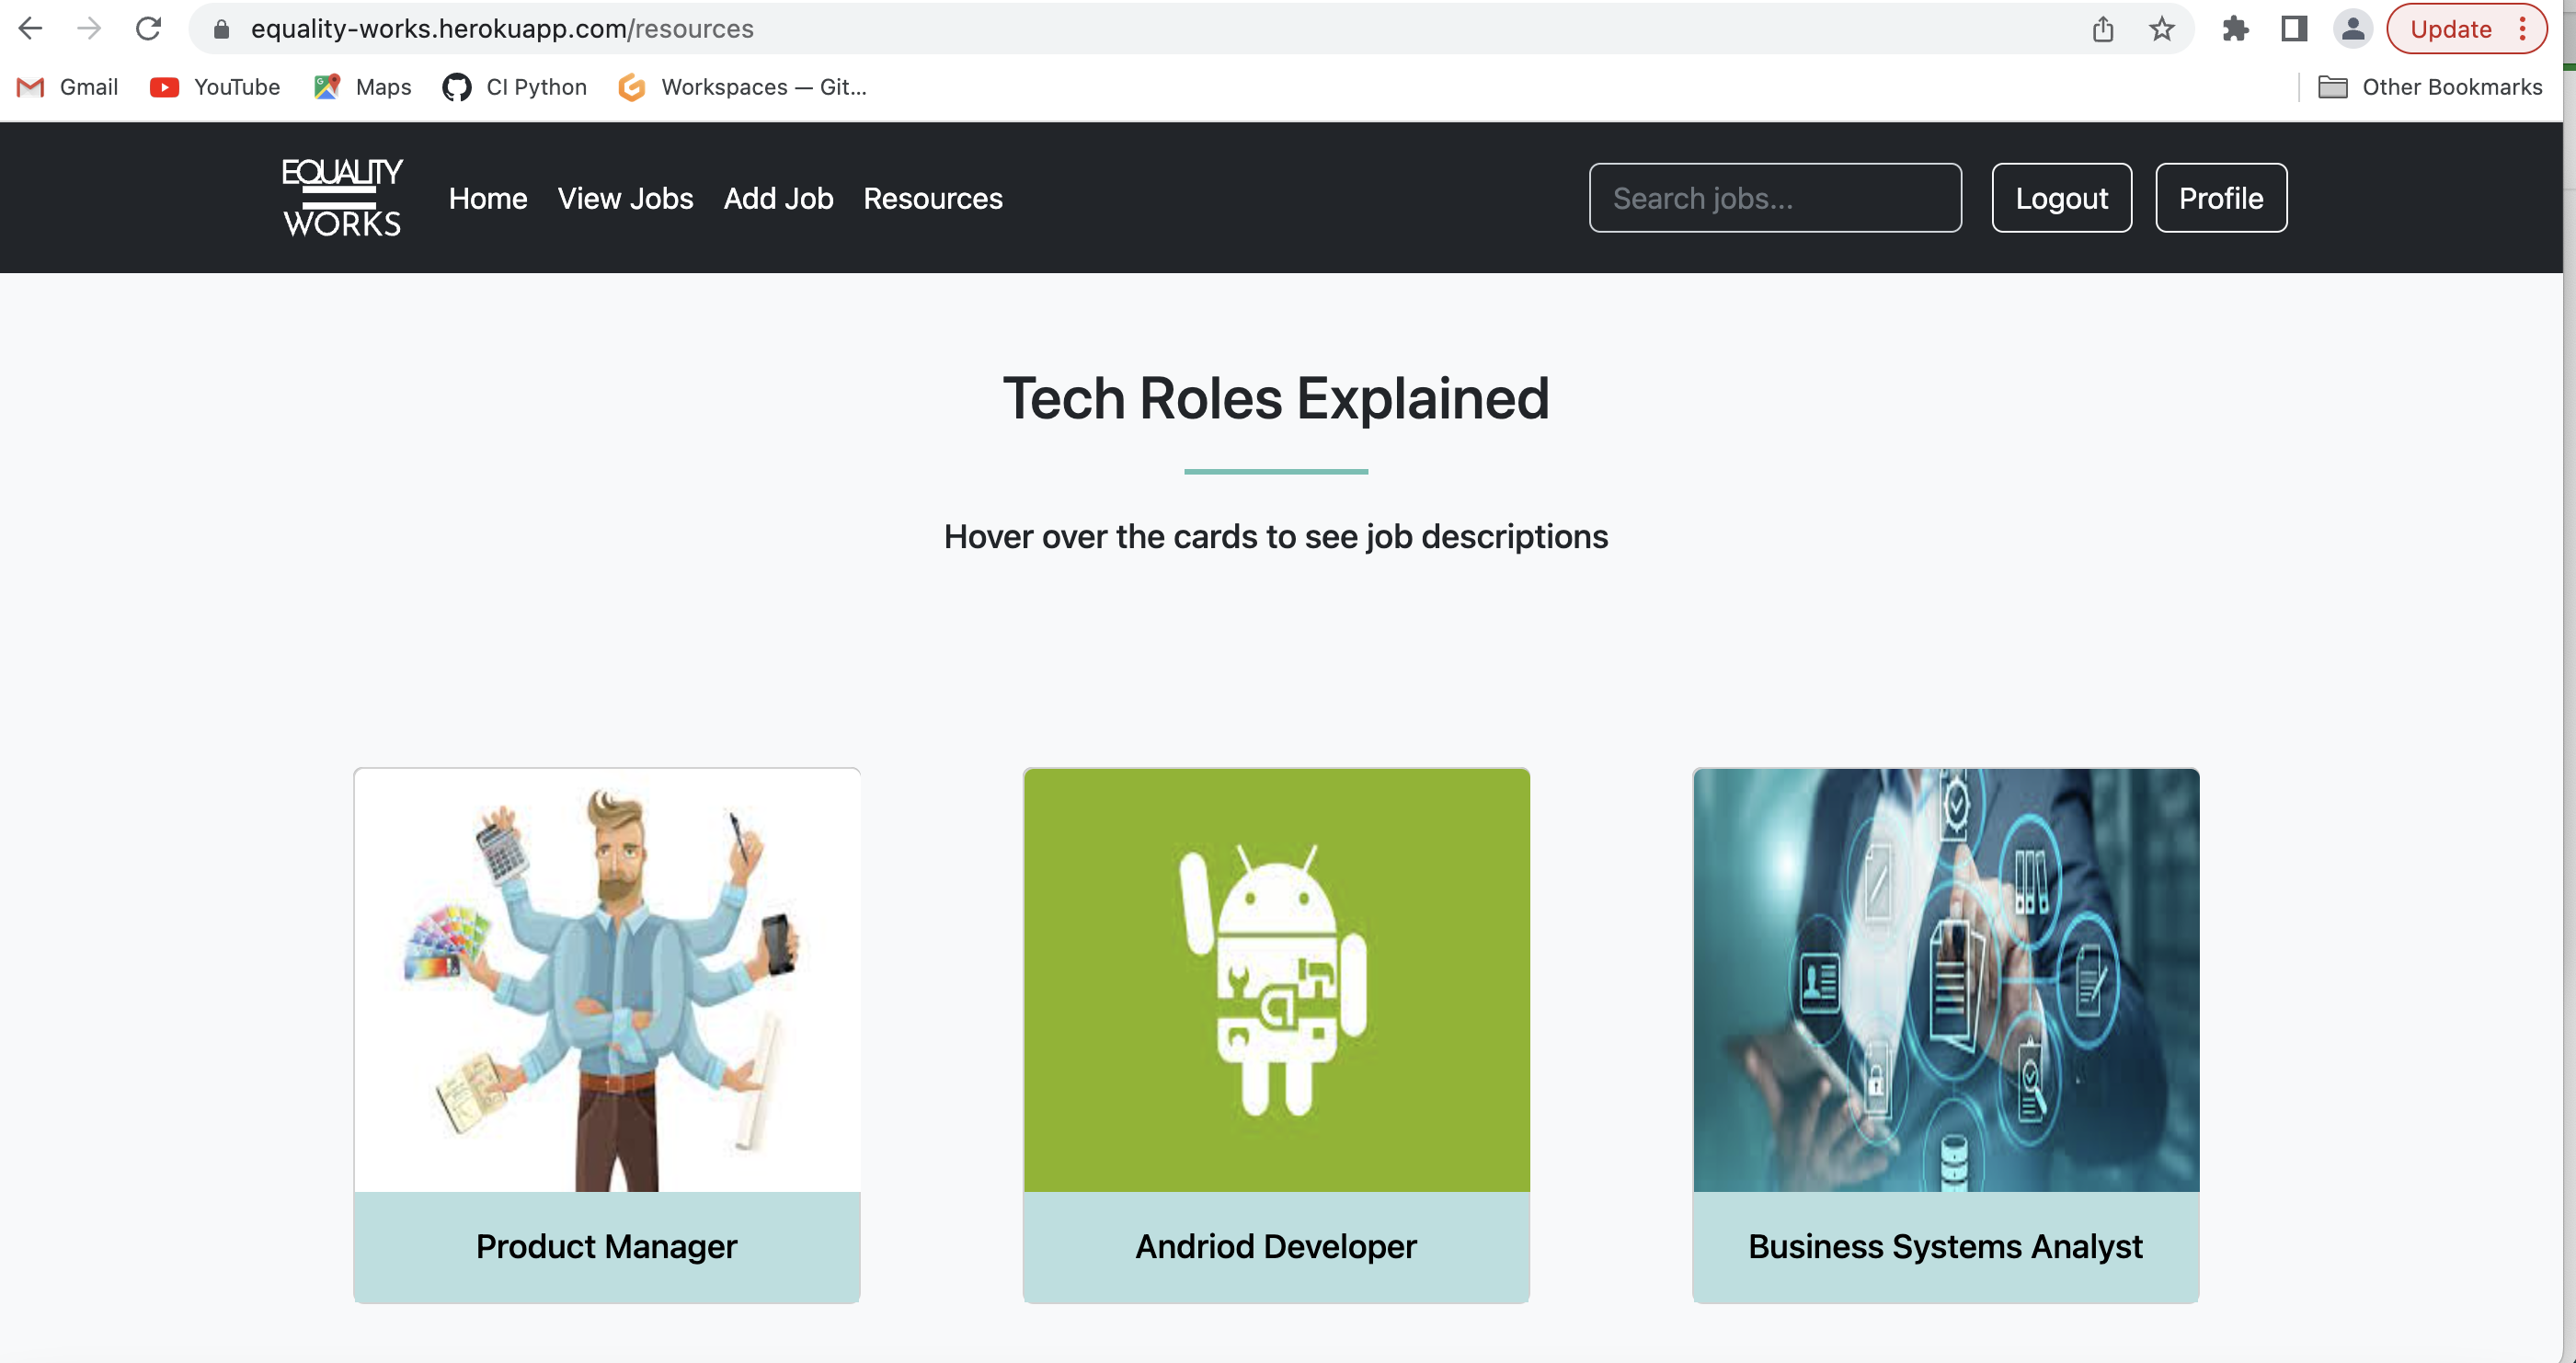 equality-works.herokuapp.com/resources
Update
Gmail YouTube Maps CI Python Workspaces — Git... Other Bookmarks
EQUALITY
WORKS
Home View Jobs Add Job Resources Search jobs... Logout Profile
Tech Roles Explained
Hover over the cards to see job descriptions
Product Manager
Andriod Developer
Business Systems Analyst